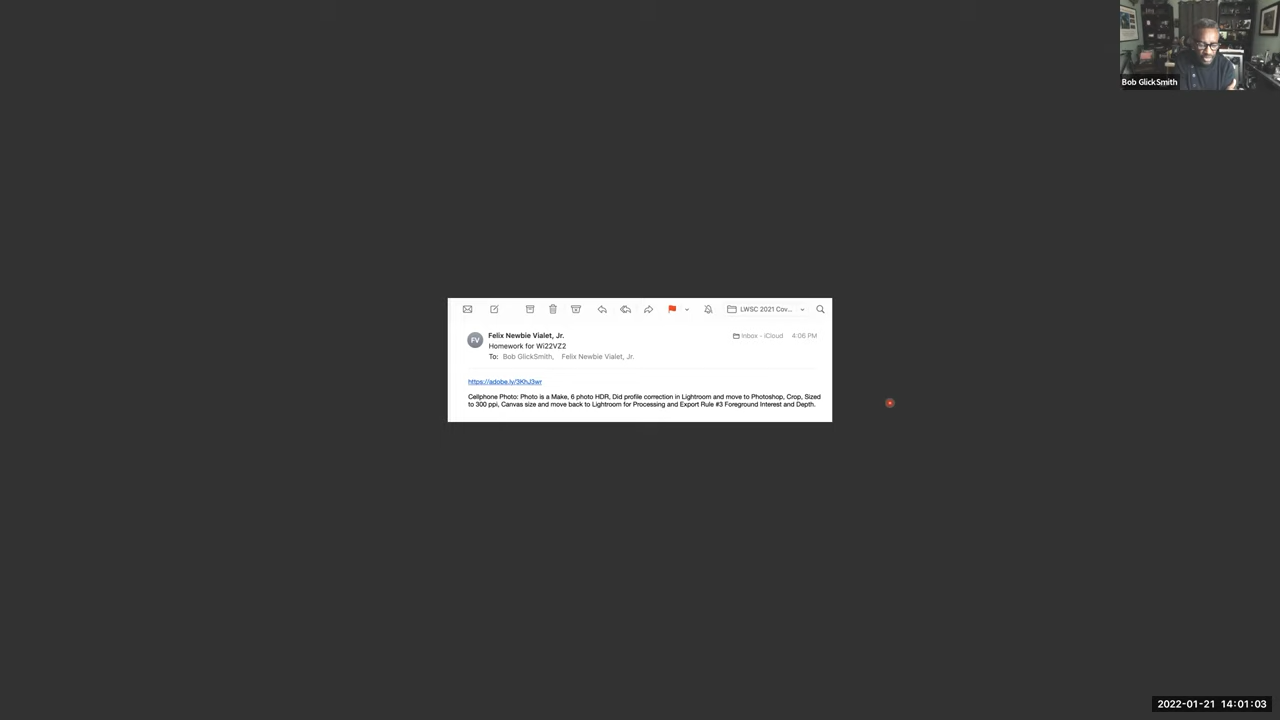 Bob GlickSmith
LWSC 2021 Cov...
Felix Newbie Vialet, Jr.
Inbox - iCloud 4:06 PM
Homework for Wi22VZ2
To: Bob GlickSmith, Felix Newbie Vialet, Jr.
FV
https://adobe.ly/3KhJ3wr
Cellphone Photo: Photo is a Make, 6 photo HDR, Did profile correction in Lightroom and move to Photoshop, Crop, Sized
to 300 ppi, Canvas size and move back to Lightroom for Processing and Export Rule #3 Foreground Interest and Depth.
2022-01-21 14:01:03